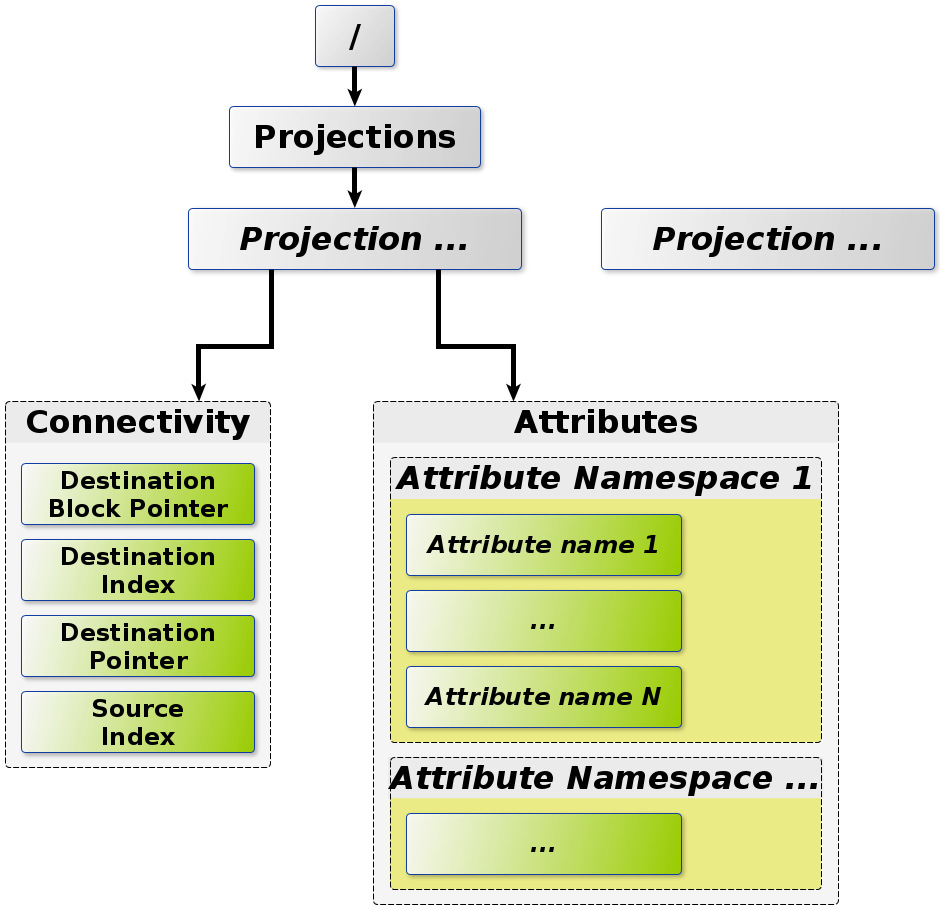 /
Projections
Projection ...
Projection ...
Connectivity
Destination
Block Pointer
Destination
Index
Destination
Pointer
Source
Index
Attributes
Attribute Namespace 1
Attribute name 1
...
Attribute name N
Attribute Namespace ...
...